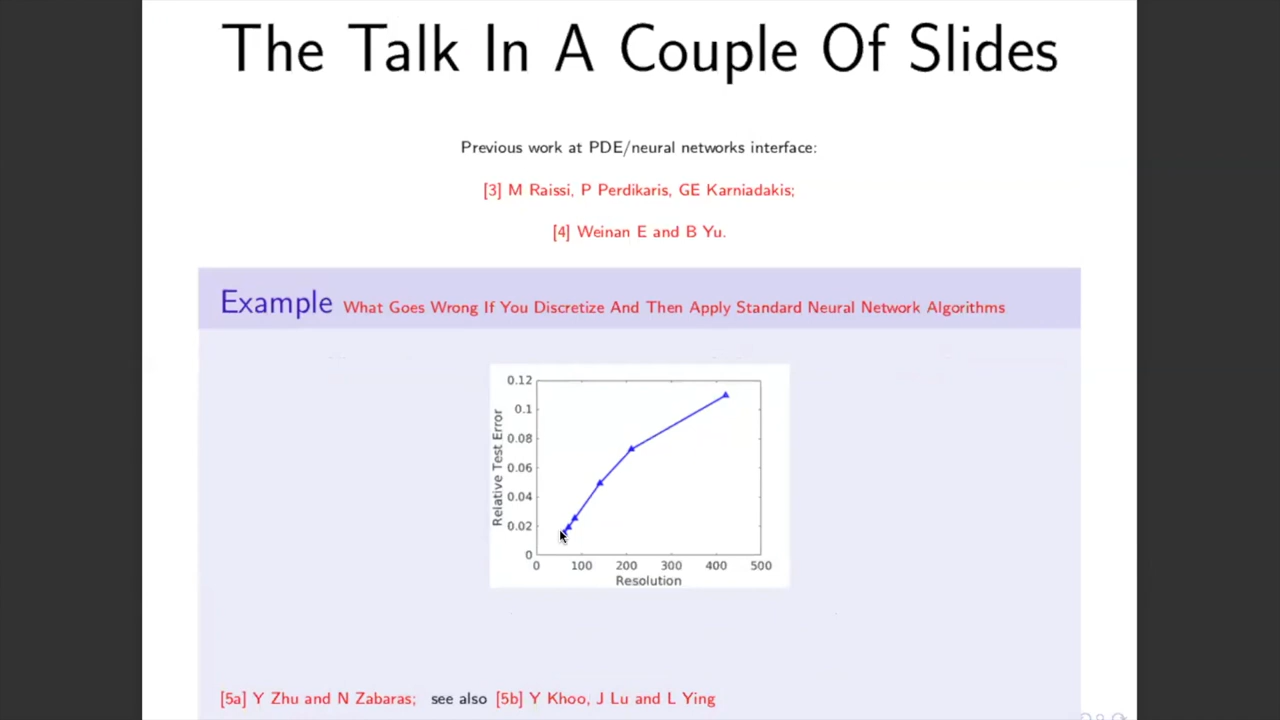 The Talk In A Couple Of Slides
Previous work at PDE/neural networks interface:
[3] M Raissi, P Perdikaris, GE Karniadakis;
[4] Weinan E and B Yu.
Example What Goes Wrong If You Discretize And Then Apply Standard Neural Network Algorithms
Relative Test Error
0.12
0.1
0.08
0.06
0.04
0.02
0
0 100 200 300 400 500
Resolution
[5a] Y Zhu and N Zabaras; see also [5b] Y Khoo, J Lu and L Ying